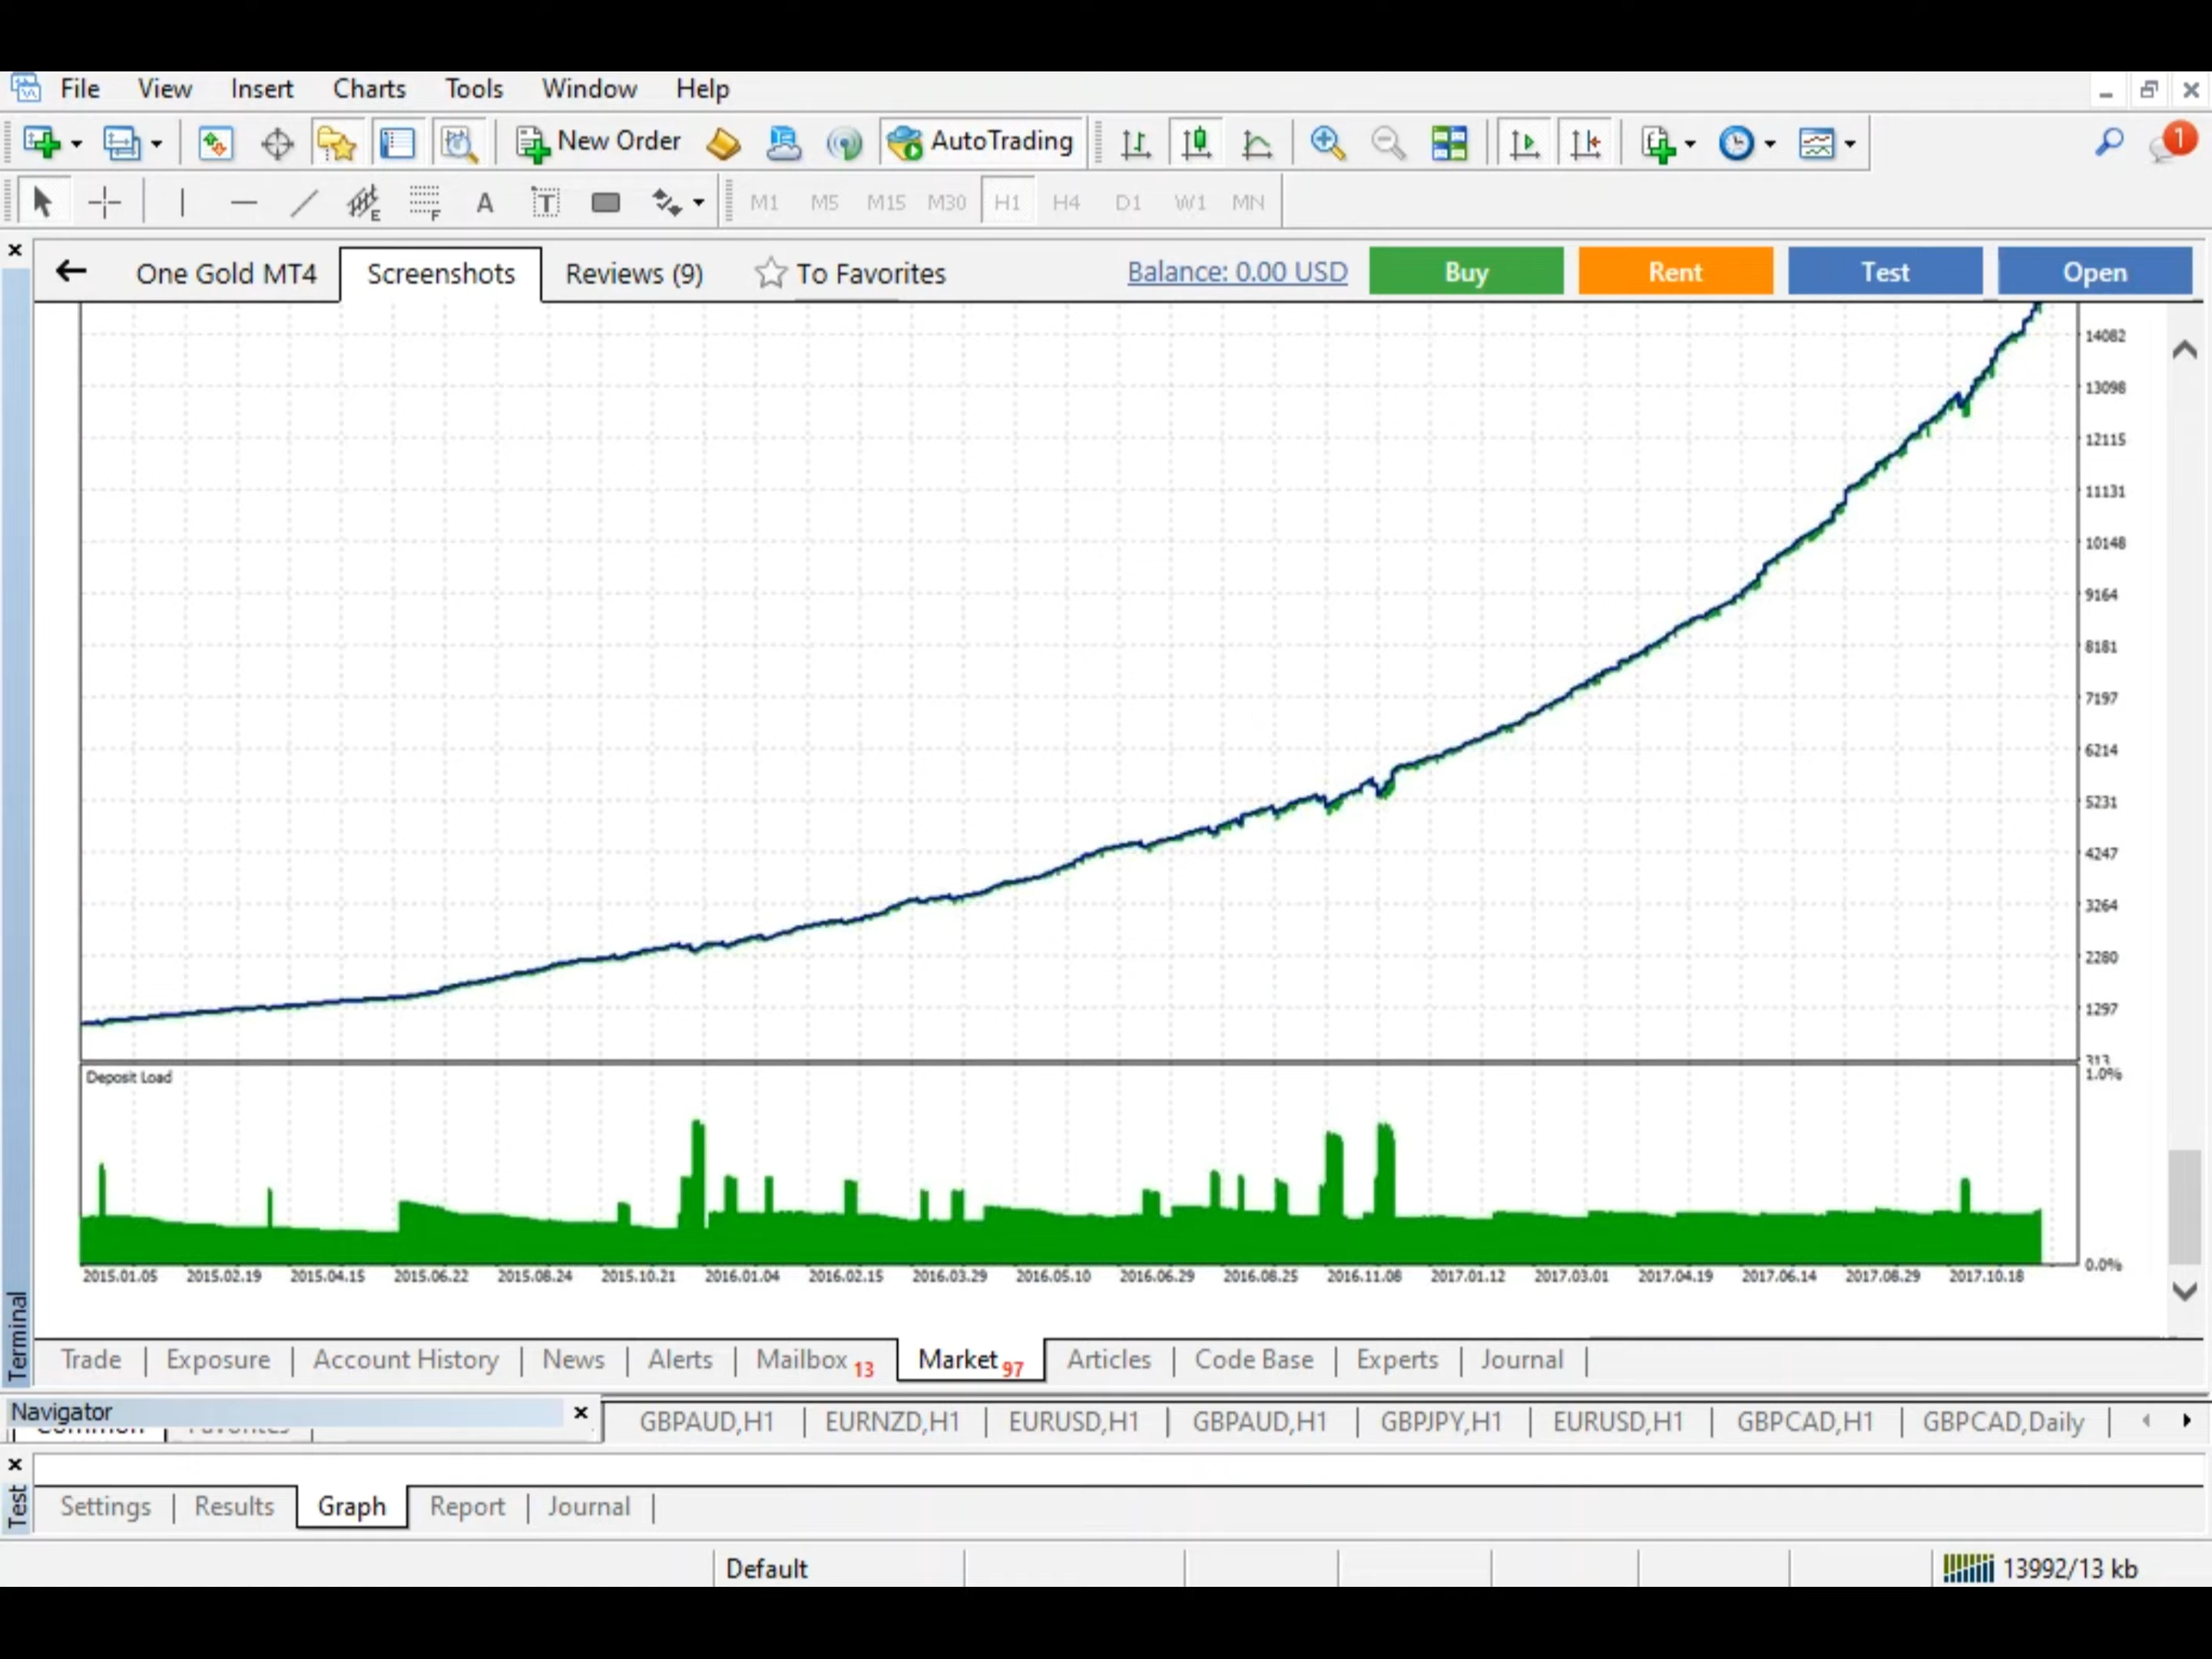 File View Insert Charts Tools Window Help
New Order AutoTrading 1
E F A T M1 M5 M15 M30 H1 H4 D1 W1 MN
One Gold MT4 Screenshots Reviews (9) To Favorites Balance: 0.00 USD Buy Rent Test Open
14082
13098
12115
11131
10148
9164
8181
7197
6214
5231
4247
3264
2280
1297
313
Deposit Load 1.0%
0.0%
2015.01.05 2015.02.19 2015.04.15 2015.06.22 2015.08.24 2015.10.21 2016.01.04 2016.02.15 2016.03.29 2016.05.10 2016.06.29 2016.08.25 2016.11.08 2017.01.12 2017.03.01 2017.04.19 2017.06.14 2017.08.29 2017.10.18
Terminal
Trade Exposure Account History News Alerts Mailbox 13 Market 97 Articles Code Base Experts Journal
Navigator
Common Favorites
GBPAUD,H1 EURNZD,H1 EURUSD,H1 GBPAUD,H1 GBPJPY,H1 EURUSD,H1 GBPCAD,H1 GBPCAD,Daily
Test
Settings Results Graph Report Journal
Default 13992/13 kb